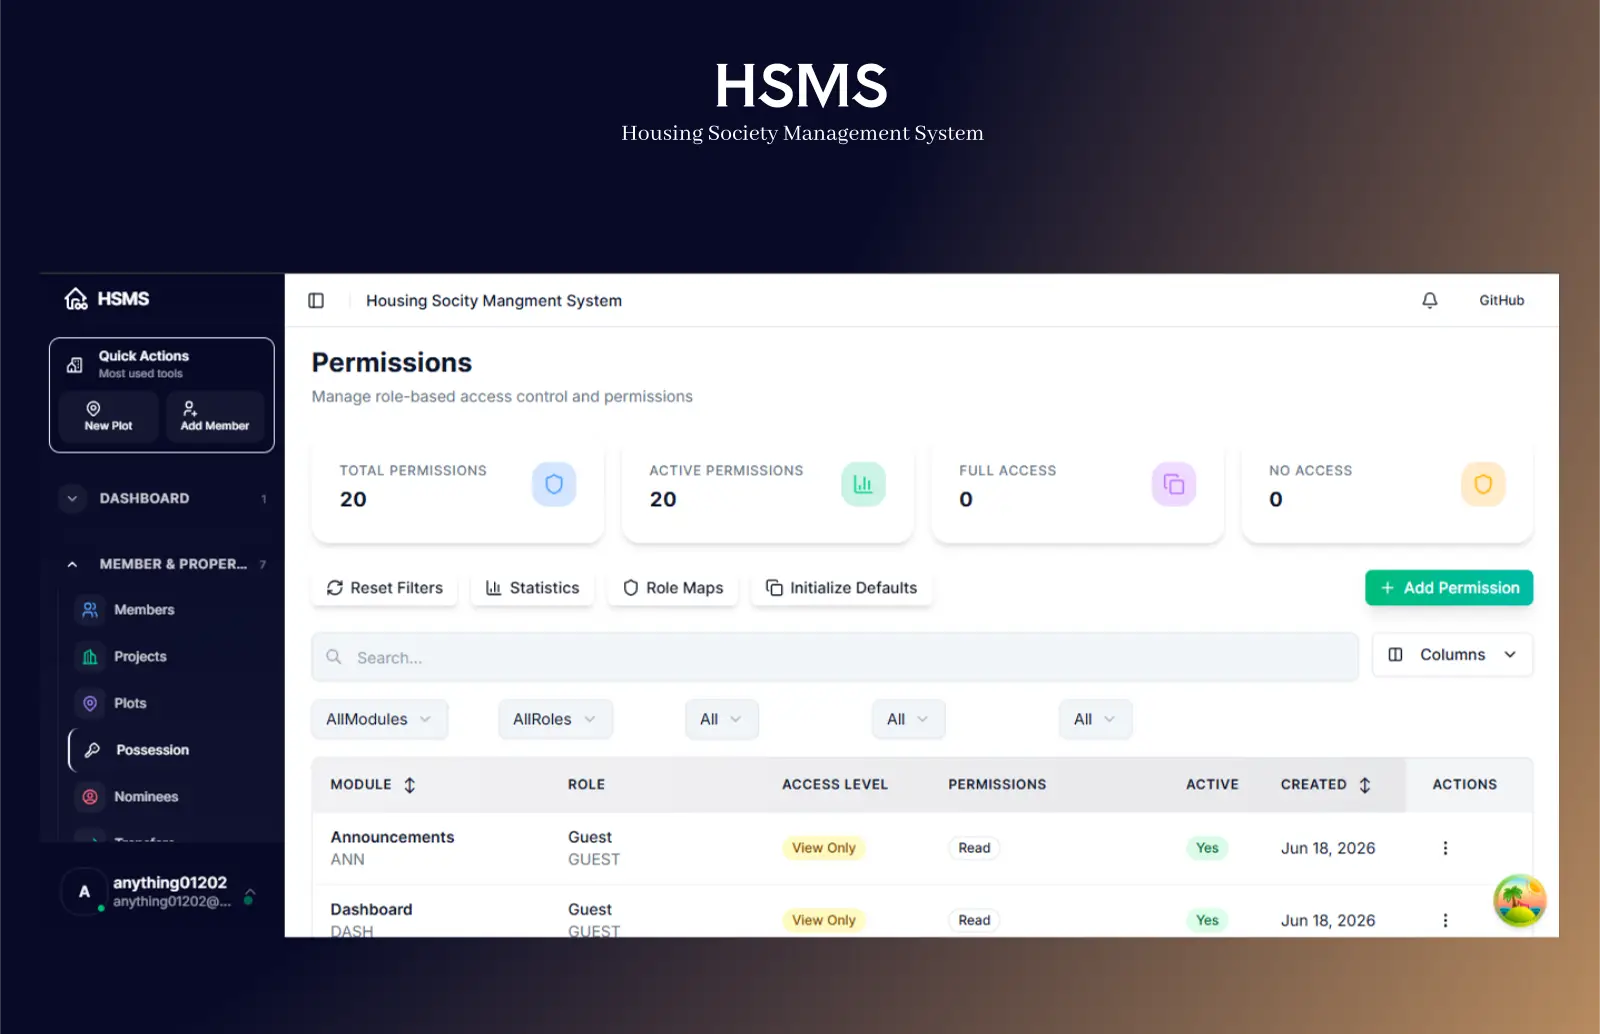 HSMS
Housing Society Management System
HSMS
Quick Actions
Most used tools
New Plot
Add Member
DASHBOARD 1
MEMBER & PROPER... 7
Members
Projects
Plots
Possession
Nominees
A
anything01202
anything01202@...
Housing Socity Mangment System
GitHub
Permissions
Manage role-based access control and permissions
TOTAL PERMISSIONS
20
ACTIVE PERMISSIONS
20
FULL ACCESS
0
NO ACCESS
0
Reset Filters
Statistics
Role Maps
Initialize Defaults
+ Add Permission
Search...
Columns
AllModules
AllRoles
All
All
All
MODULE ROLE ACCESS LEVEL PERMISSIONS ACTIVE CREATED ACTIONS
Announcements Guest View Only Read Yes Jun 18, 2026
ANN GUEST
Dashboard Guest View Only Read Yes Jun 18, 2026
DASH GUEST